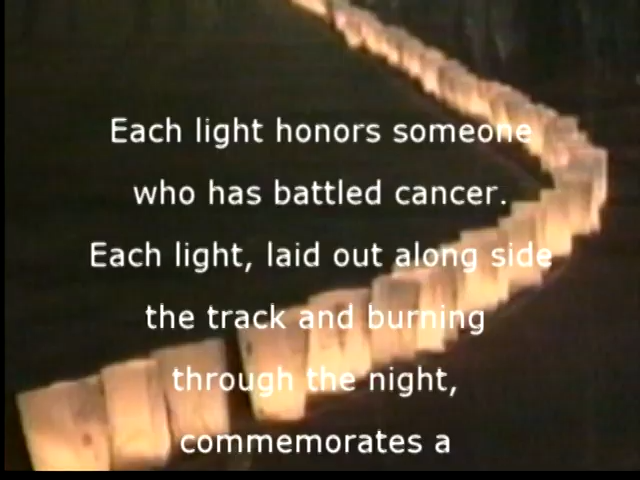 Each light honors someone
who has battled cancer.
Each light, laid out along side
the track and burning
through the night,
commemorates a